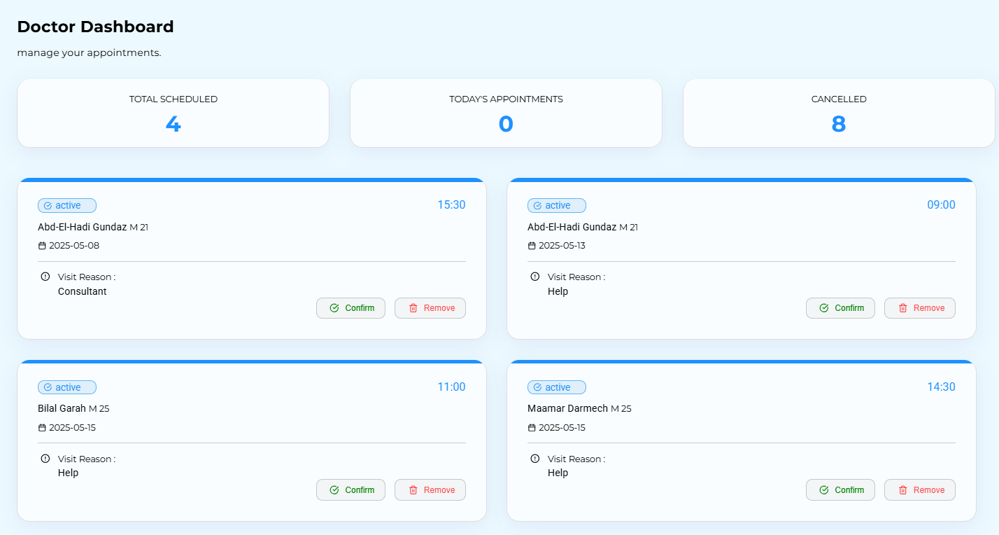 Doctor Dashboard
manage your appointments.
TOTAL SCHEDULED
4
TODAY'S APPOINTMENTS
0
CANCELLED
8
active
15:30
Abd-El-Hadi Gundaz M 21
2025-05-08
Visit Reason :
Consultant
Confirm
Remove
active
09:00
Abd-El-Hadi Gundaz M 21
2025-05-13
Visit Reason :
Help
Confirm
Remove
active
11:00
Bilal Garah M 25
2025-05-15
Visit Reason :
Help
Confirm
Remove
active
14:30
Maamar Darmech M 25
2025-05-15
Visit Reason :
Help
Confirm
Remove